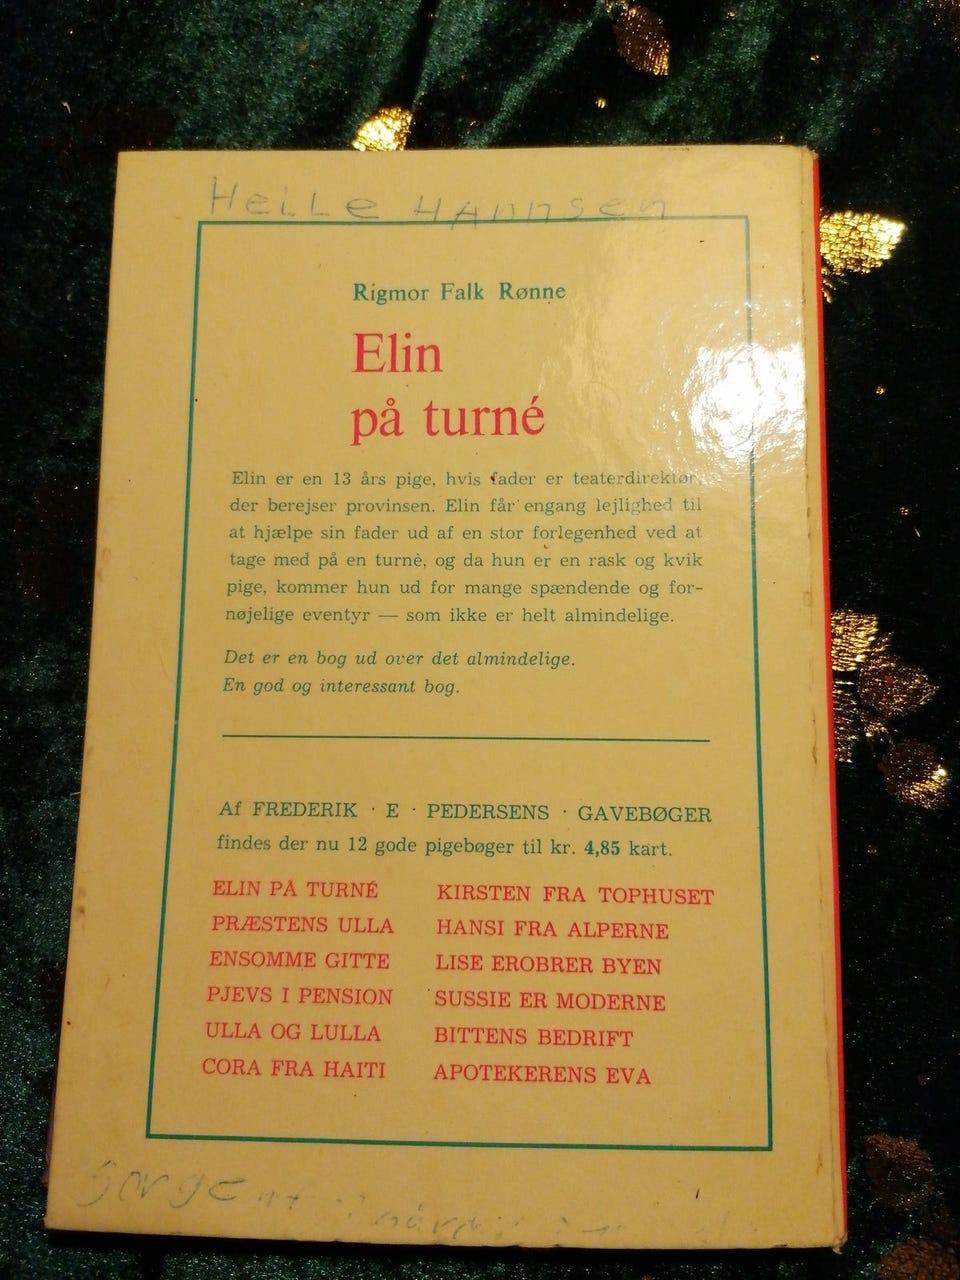 Heile Hannsen
Rigmor Falk Rønne
Elin
på turné
Elin er en 13 års pige, hvis fader er teaterdirektør,
der berejser provinsen. Elin får engang lejlighed til
at hjælpe sin fader ud af en stor forlegenhed ved at
tage med på en turnè, og da hun er en rask og kvik
pige, kommer hun ud for mange spændende og for-
nøjelige eventyr — som ikke er helt almindelige.
Det er en bog ud over det almindelige.
En god og interessant bog.
Af FREDERIK · E · PEDERSENS · GAVEBØGER
findes der nu 12 gode pigebøger til kr. 4,85 kart.
ELIN PÅ TURNÉ
PRÆSTENS ULLA
ENSOMME GITTE
PJEVS I PENSION
ULLA OG LULLA
CORA FRA HAITI
KIRSTEN FRA TOPHUSET
HANSI FRA ALPERNE
LISE EROBRER BYEN
SUSSIE ER MODERNE
BITTENS BEDRIFT
APOTEKERENS EVA